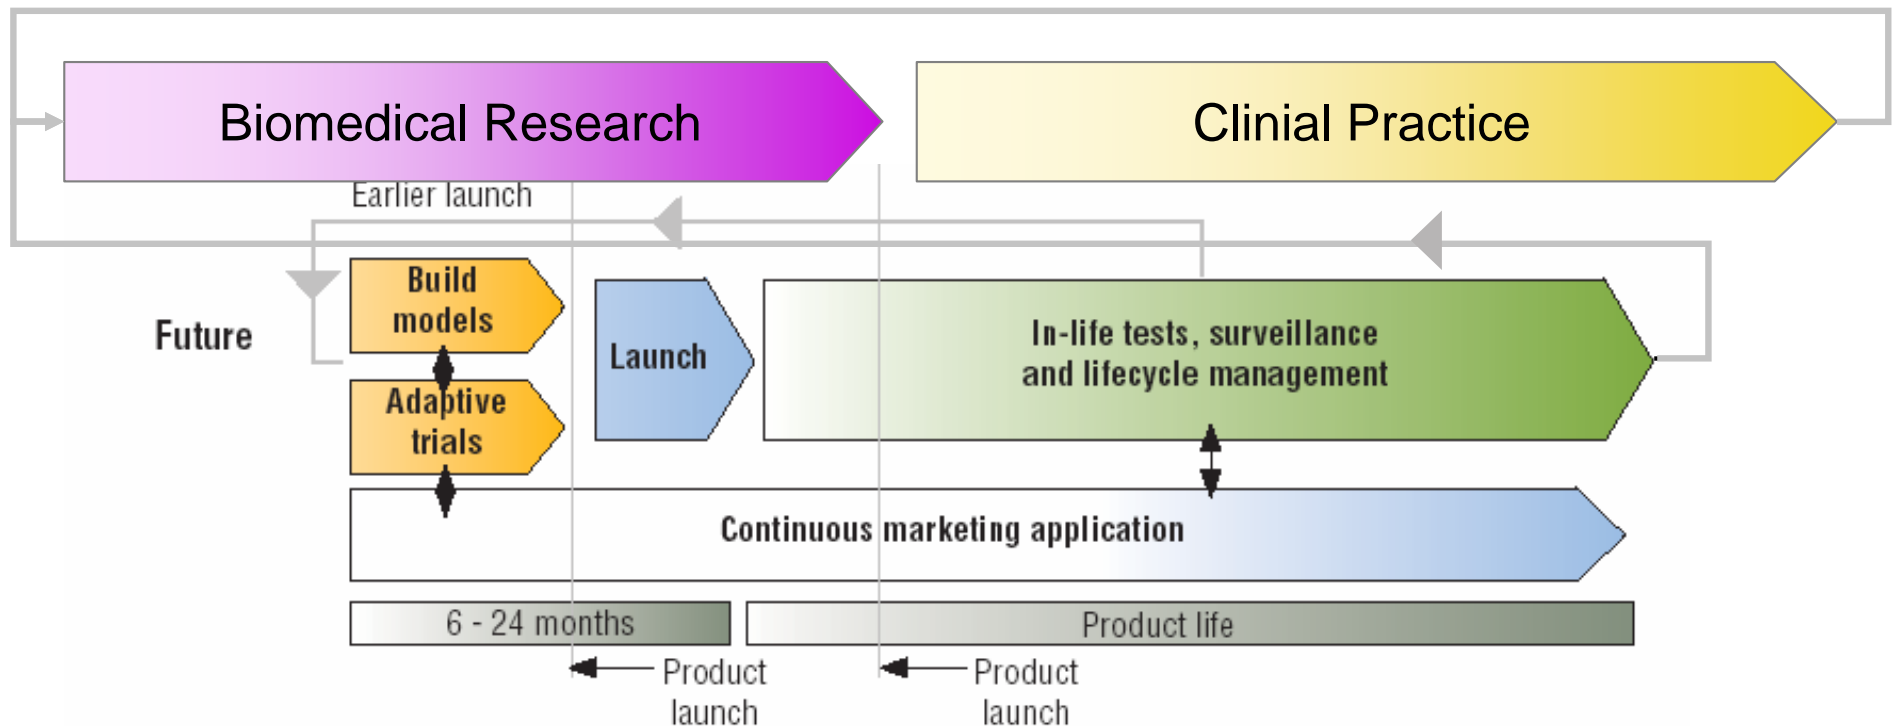 Biomedical Research
Clinial Practice
Earlier launch
Build
models
Future
Launch
In-life tests, surveillance
and lifecycle management
Adaptive
trials
Continuous marketing application
6 - 24 months
Product life
Product
launch
Product
launch